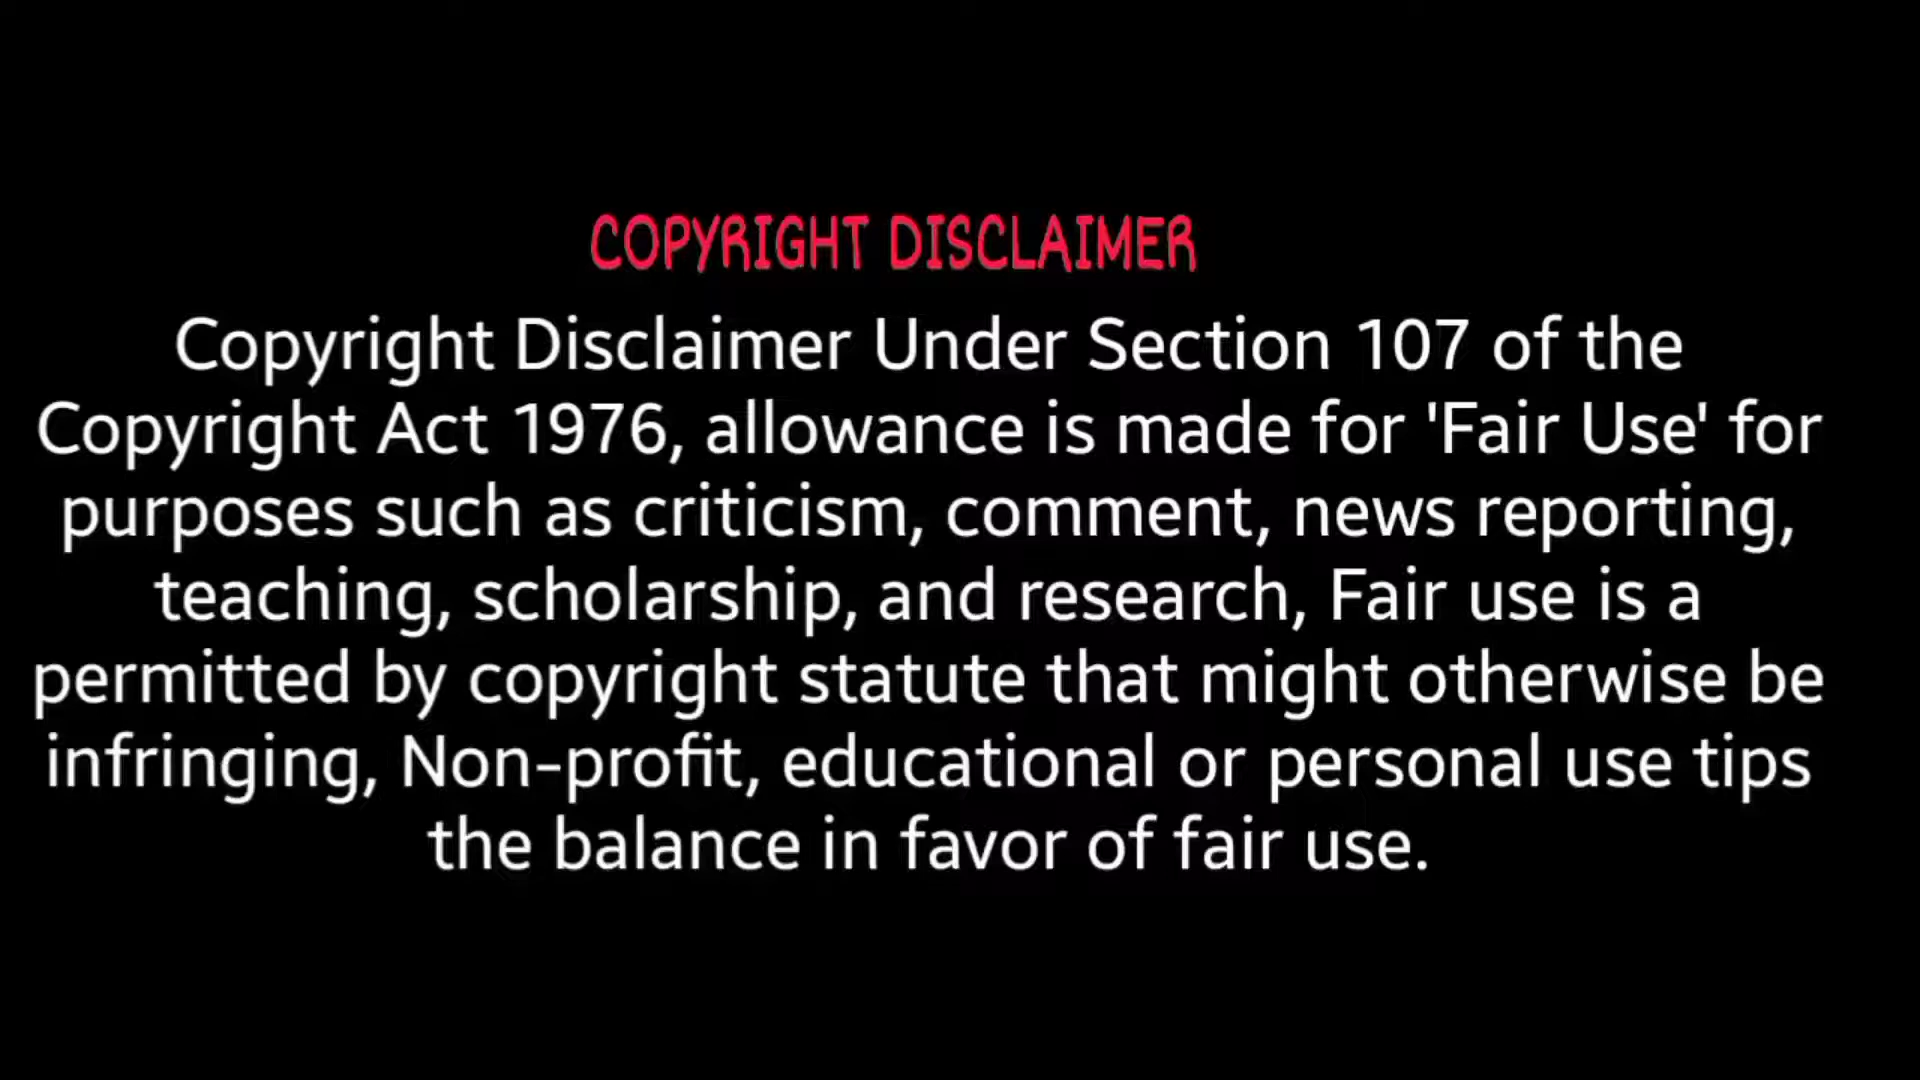 COPYRIGHT DISCLAIMER
Copyright Disclaimer Under Section 107 of the
Copyright Act 1976, allowance is made for 'Fair Use' for
purposes such as criticism, comment, news reporting,
teaching, scholarship, and research, Fair use is a
permitted by copyright statute that might otherwise be
infringing, Non-profit, educational or personal use tips
the balance in favor of fair use.